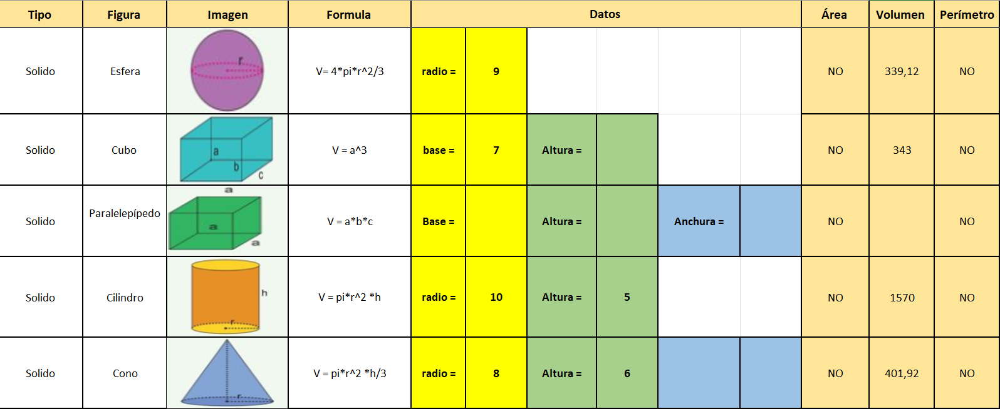 Tipo Figura Imagen Formula Datos Área Volumen Perímetro
Solido Esfera r V= 4*pi*r^2/3 radio = 9 NO 339,12 NO
Solido Cubo a b c V = a^3 base = 7 Altura = NO 343 NO
Solido Paralelepípedo a a a V = a*b*c Base = Altura = Anchura = NO NO
Solido Cilindro h r V = pi*r^2 *h radio = 10 Altura = 5 NO 1570 NO
Solido Cono r V = pi*r^2 *h/3 radio = 8 Altura = 6 NO 401,92 NO